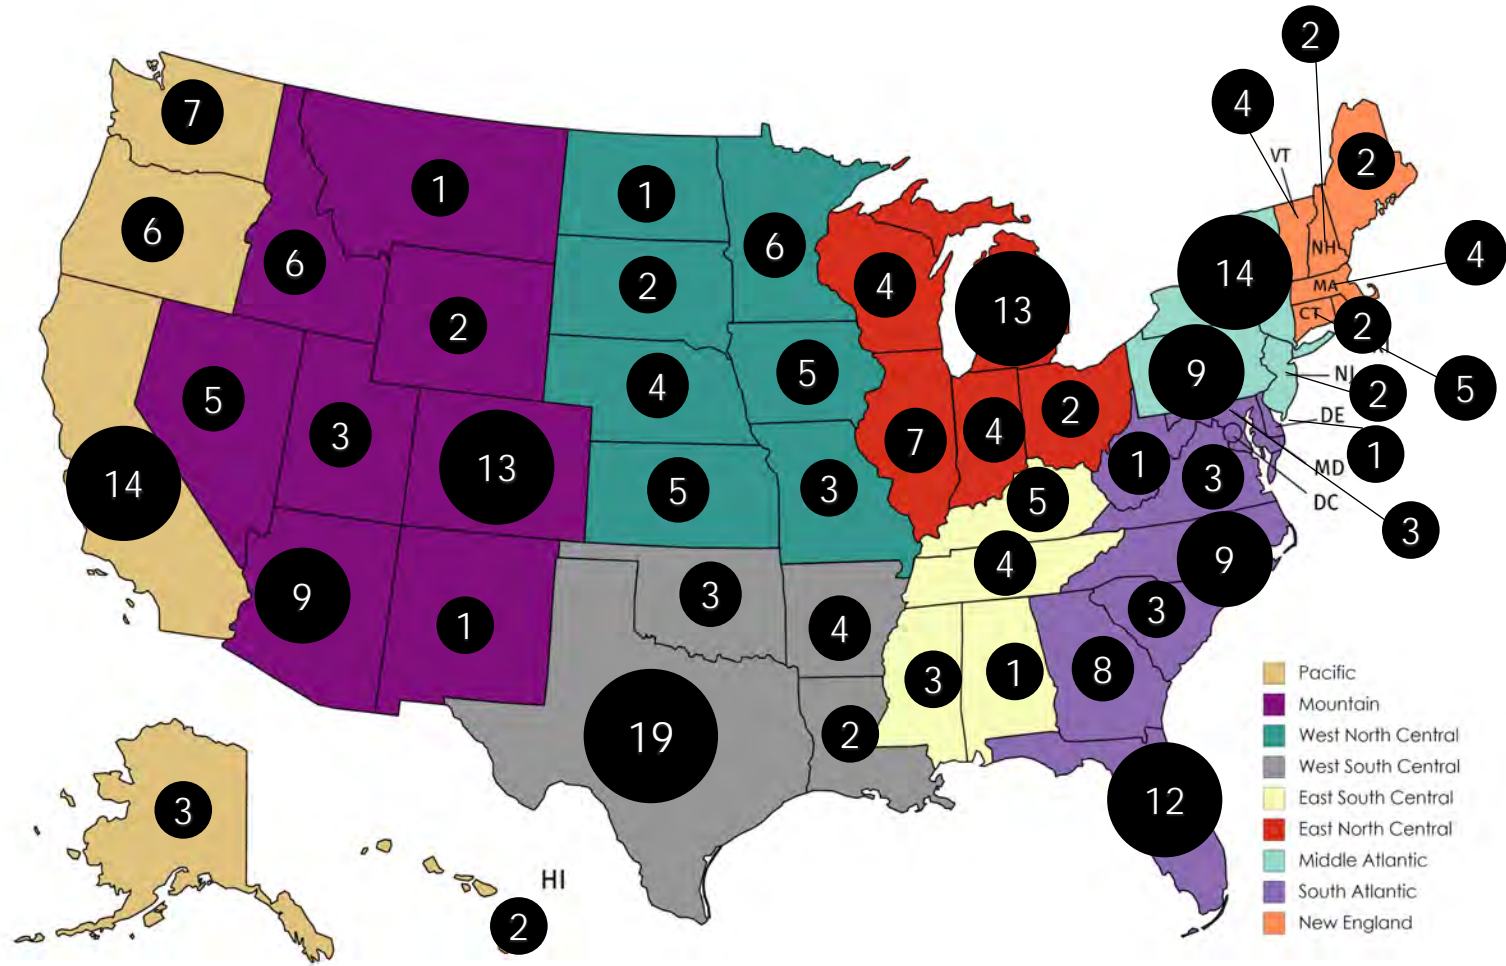 2
4
7
VT
2
1
1
6
6
NH
4
6
14
2
4
MA
13
CT
2
2
5
9
NJ
4
5
2
5
3
7
4
2
DE
1
13
14
1
3
MD
5
3
5
DC
3
9
4
9
3
3
1
4
3
8
3
1
Pacific
Mountain
19
2
West North Central
West South Central
East South Central
12
3
East North Central
Middle Atlantic
HI
South Atlantic
2
New England